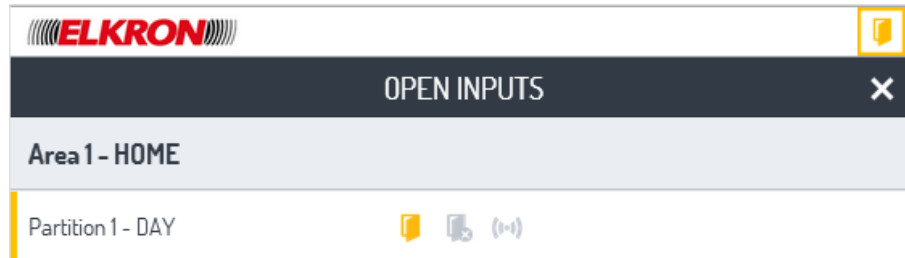 ELKRON
OPEN INPUTS
Area 1 - HOME
Partition 1 - DAY